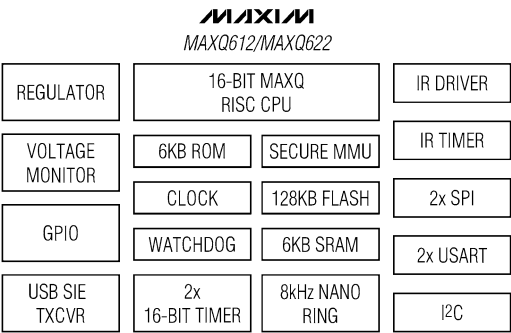 MAXIM
MAXQ612/MAXQ622
REGULATOR
16-BIT MAXQ
RISC CPU
IR DRIVER
VOLTAGE
MONITOR
6KB ROM
SECURE MMU
IR TIMER
CLOCK
128KB FLASH
2x SPI
GPIO
WATCHDOG
6KB SRAM
2x USART
USB SIE
TXCVR
2x
16-BIT TIMER
8kHz NANO
RING
I2C